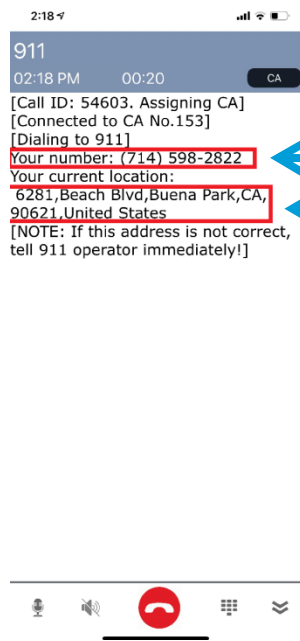 2:18
911
02:18 PM 00:20 CA
[Call ID: 54603. Assigning CA]
[Connected to CA No.153]
[Dialing to 911]
Your number: (714) 598-2822
Your current location:
6281,Beach Blvd,Buena Park,CA,
90621,United States
[NOTE: If this address is not correct,
tell 911 operator immediately!]